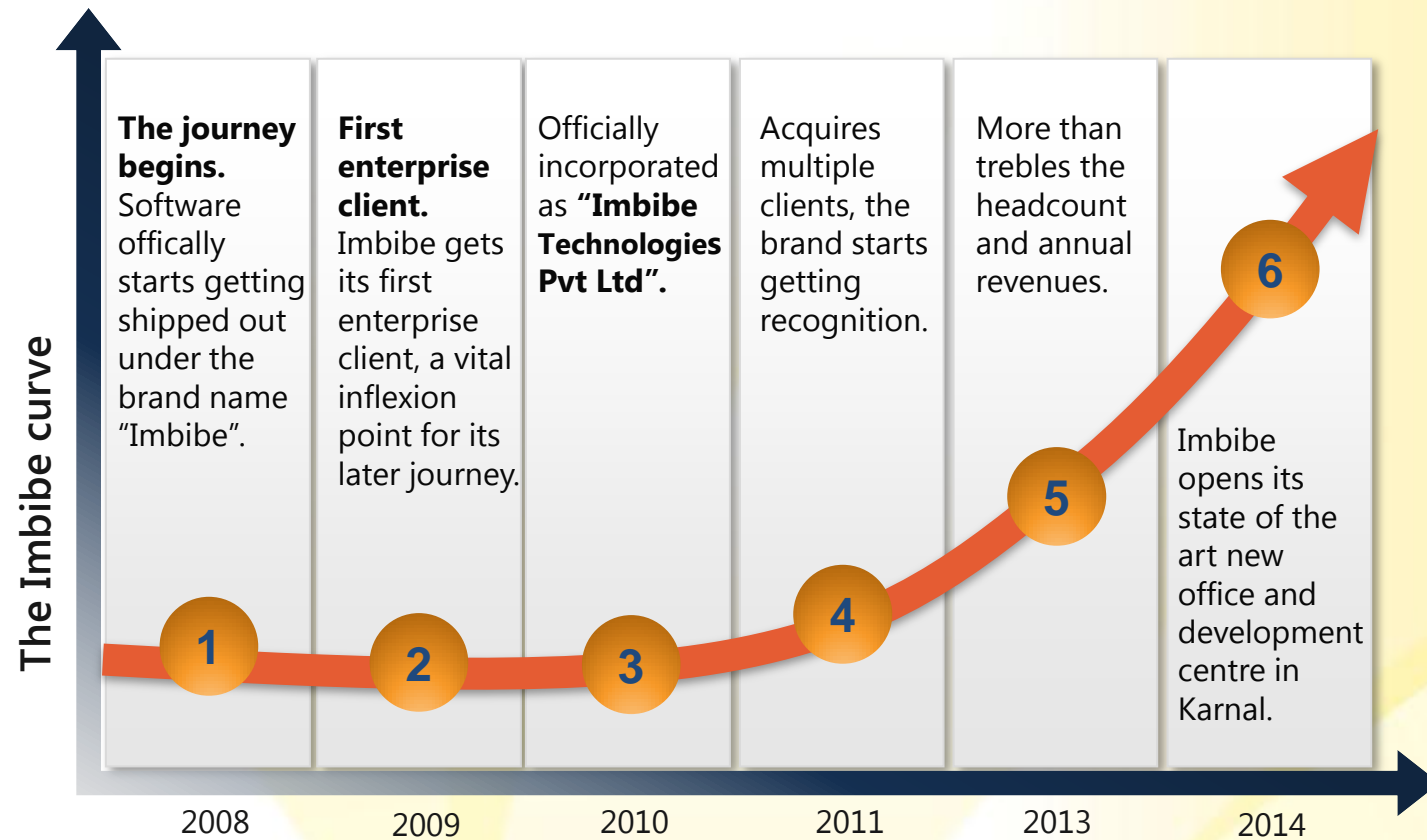 The Imbibe curve
The journey
begins.
Software
offically
starts getting
shipped out
under the
brand name
“Imbibe”.
First
enterprise
client.
Imbibe gets
its first
enterprise
client, a vital
inflexion
point for its
later journey.
Officially
incorporated
as “Imbibe
Technologies
Pvt Ltd”.
Acquires
multiple
clients, the
brand starts
getting
recognition.
More than
trebles the
headcount
and annual
revenues.
Imbibe
opens its
state of the
art new
office and
development
centre in
Karnal.
1
2
3
4
5
6
2008
2009
2010
2011
2013
2014